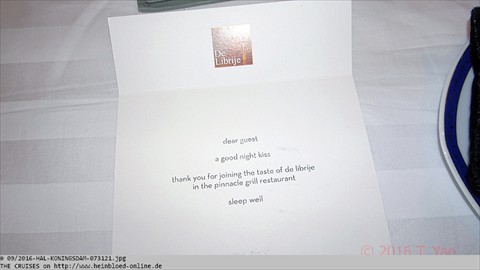 De
Librije
dear guest
a good night kiss
thank you for joining the taste of de librije
in the pinnacle grill restaurant
sleep well
© 2016 T. Yao
@ 09/2016-HAL-KONINGSDAM-073121.jpg
THE CRUISES on http://www.heinbloed-online.de